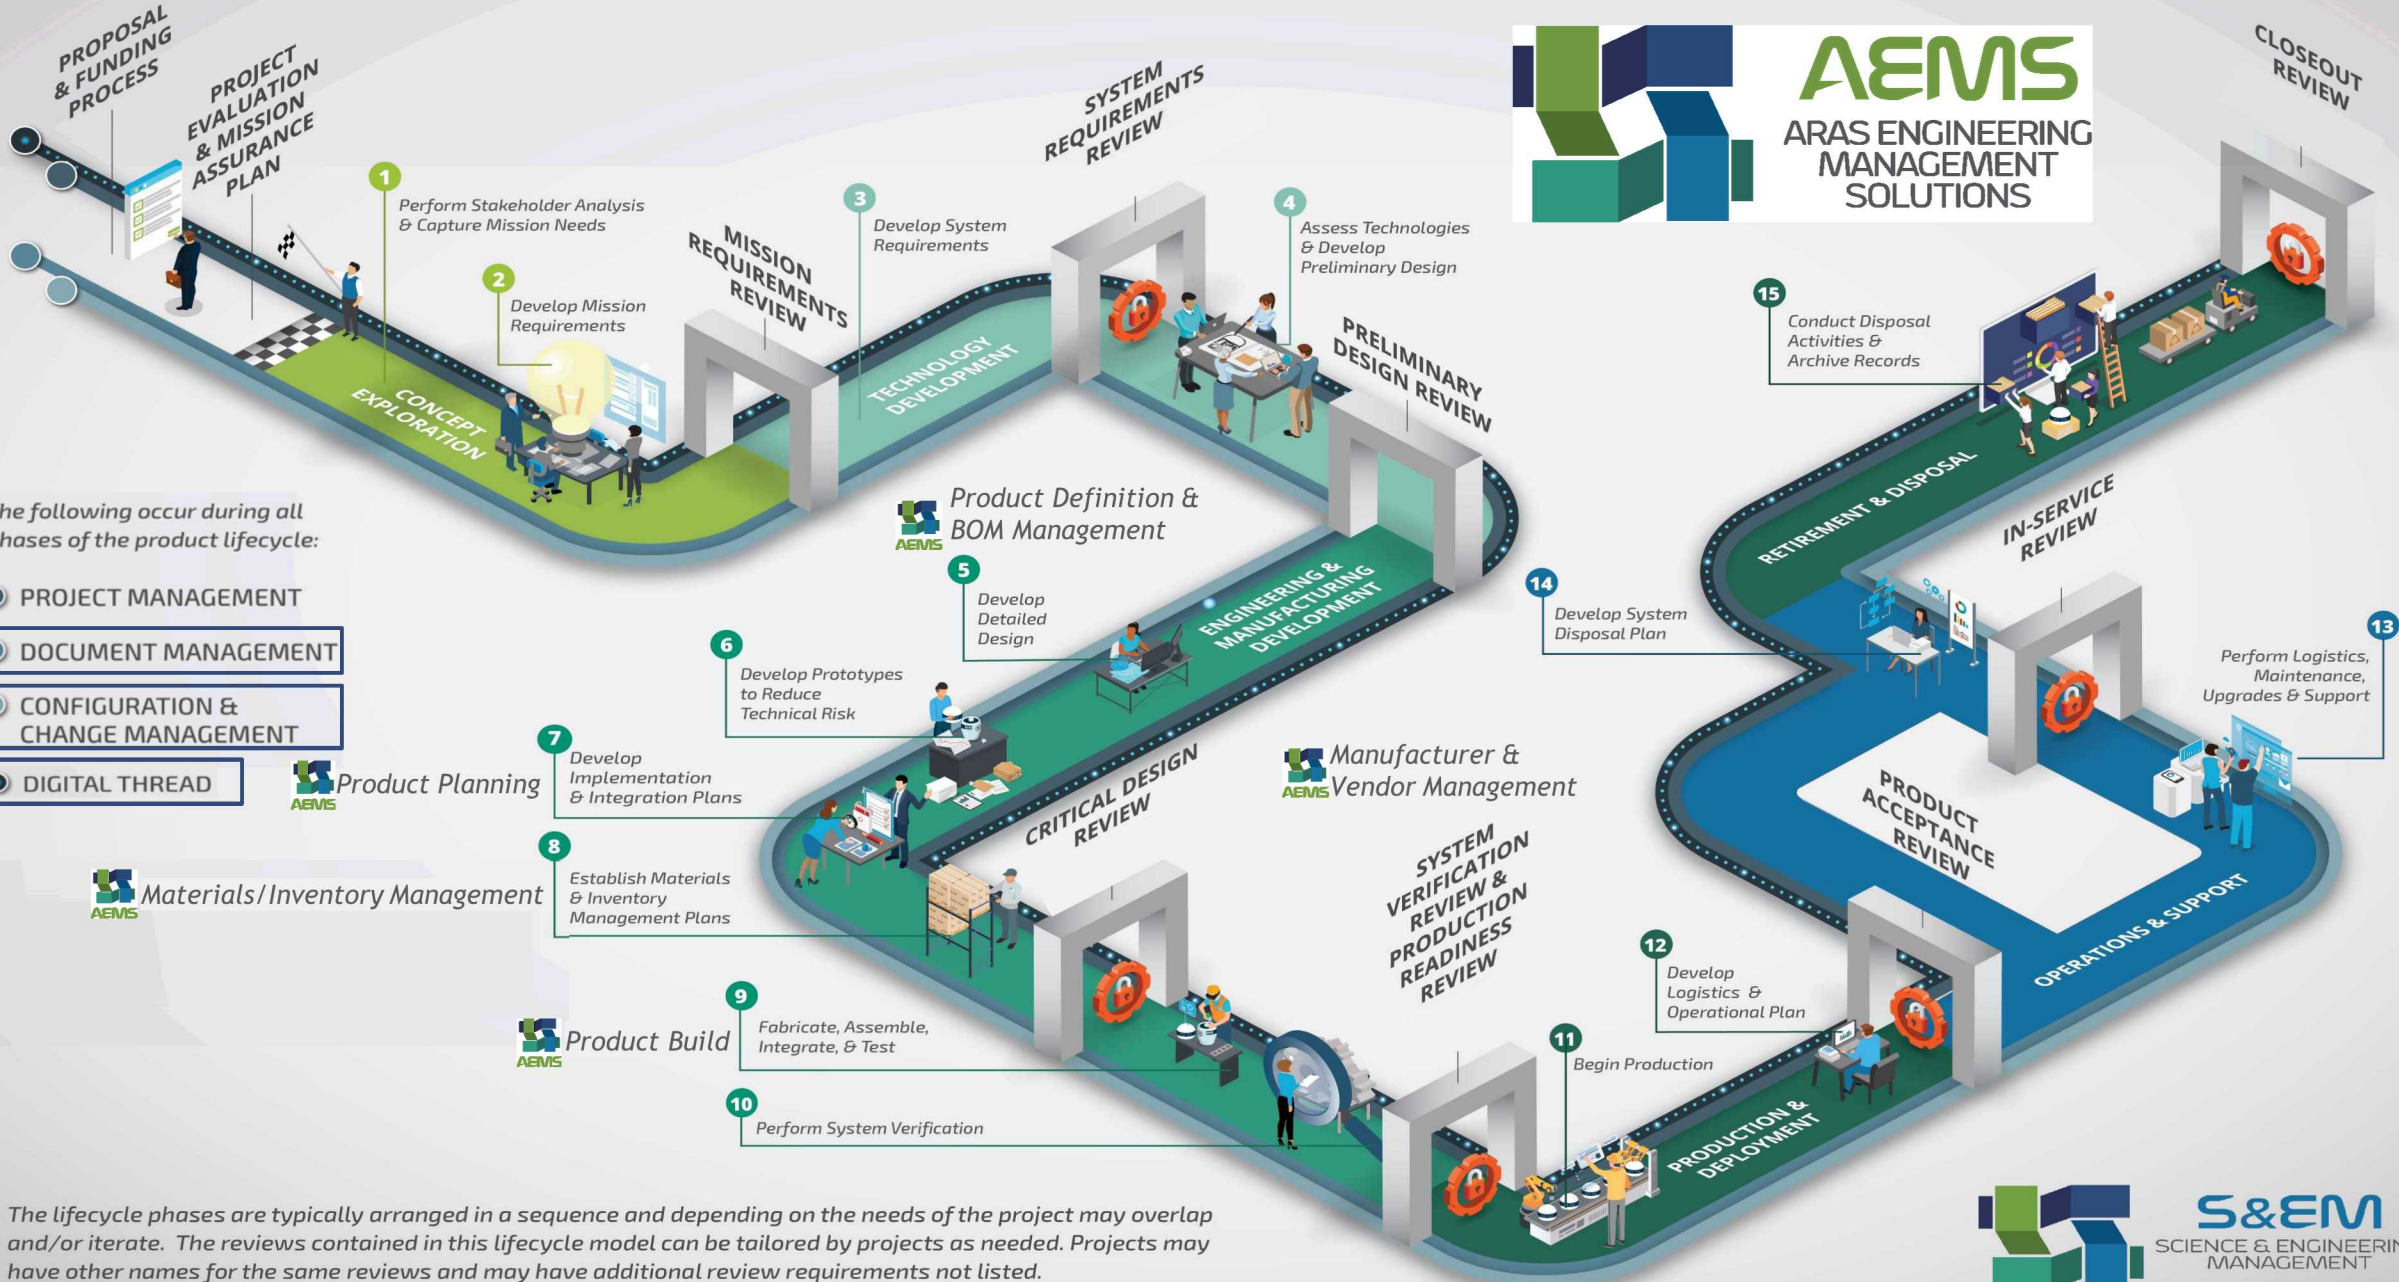 PROPOSAL
& FUNDING
PROCESS
PROJECT
EVALUATION
& MISSION
ASSURANCE
PLAN
1
Perform Stakeholder Analysis
& Capture Mission Needs
2
Develop Mission
Requirements
CONCEPT
EXPLORATION
MISSION
REQUIREMENTS
REVIEW
3
Develop System
Requirements
TECHNOLOGY
DEVELOPMENT
SYSTEM
REQUIREMENTS
REVIEW
4
Assess Technologies
& Develop
Preliminary Design
PRELIMINARY
DESIGN REVIEW
AEMS
ARAS ENGINEERING
MANAGEMENT
SOLUTIONS
CLOSEOUT
REVIEW
15
Conduct Disposal
Activities &
Archive Records
RETIREMENT & DISPOSAL
IN-SERVICE
REVIEW
14
Develop System
Disposal Plan
13
Perform Logistics,
Maintenance,
Upgrades & Support
he following occur during all
hases of the product lifecycle:
PROJECT MANAGEMENT
DOCUMENT MANAGEMENT
CONFIGURATION &
CHANGE MANAGEMENT
DIGITAL THREAD
AEMS
Product Definition &
BOM Management
5
Develop
Detailed
Design
ENGINEERING &
MANUFACTURING
DEVELOPMENT
6
Develop Prototypes
to Reduce
Technical Risk
AEMS
Product Planning
7
Develop
Implementation
& Integration Plans
AEMS
Materials/Inventory Management
8
Establish Materials
& Inventory
Management Plans
CRITICAL DESIGN
REVIEW
AEMS
Manufacturer &
Vendor Management
AEMS
Product Build
9
Fabricate, Assemble,
Integrate, & Test
10
Perform System Verification
SYSTEM
VERIFICATION
REVIEW &
PRODUCTION
READINESS
REVIEW
11
Begin Production
12
Develop
Logistics &
Operational Plan
PRODUCTION &
DEPLOYMENT
PRODUCT
ACCEPTANCE
REVIEW
OPERATIONS & SUPPORT
The lifecycle phases are typically arranged in a sequence and depending on the needs of the project may overlap
and/or iterate. The reviews contained in this lifecycle model can be tailored by projects as needed. Projects may
have other names for the same reviews and may have additional review requirements not listed.
S&EM
SCIENCE & ENGINEERIN
MANAGEMENT